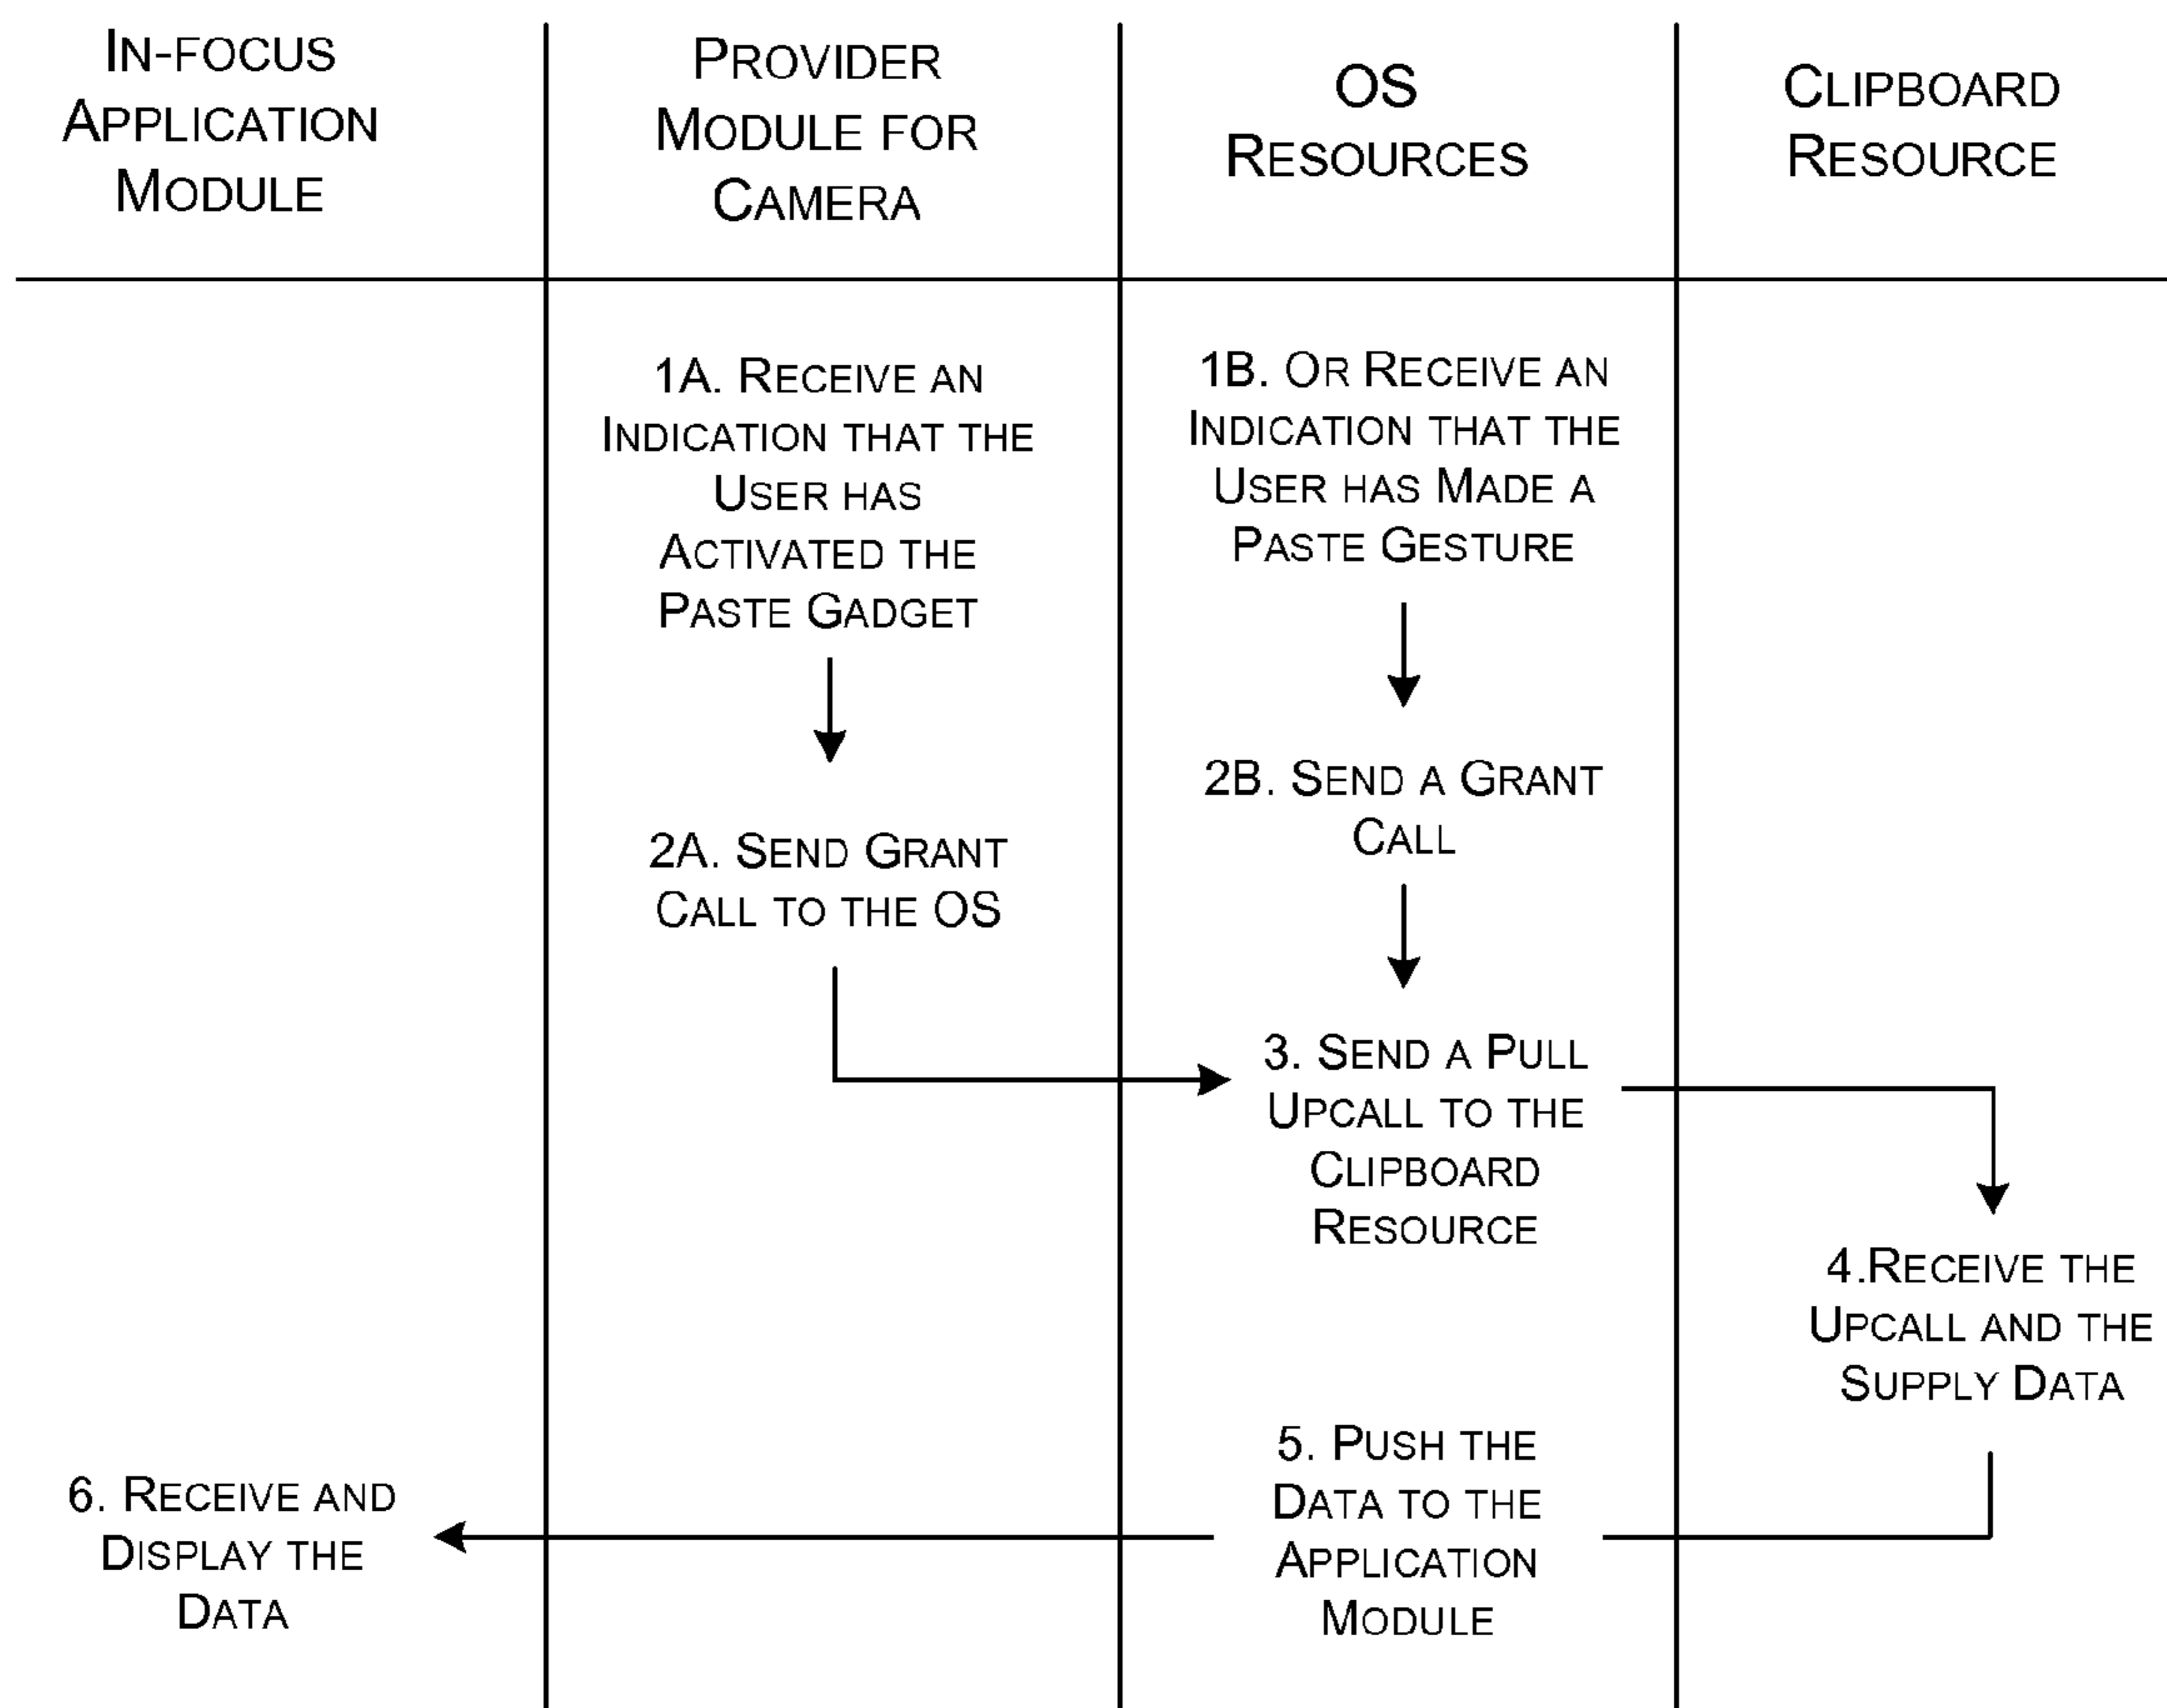 In-focus
Application
Module
Provider
Module for
Camera
OS
Resources
Clipboard
Resource
1A. Receive an
Indication that the
User has
Activated the
Paste Gadget
1B. Or Receive an
Indication that the
User has Made a
Paste Gesture
2A. Send Grant
Call to the OS
2B. Send a Grant
Call
3. Send a Pull
Upcall to the
Clipboard
Resource
4.Receive the
Upcall and the
Supply Data
5. Push the
Data to the
Application
Module
6. Receive and
Display the
Data